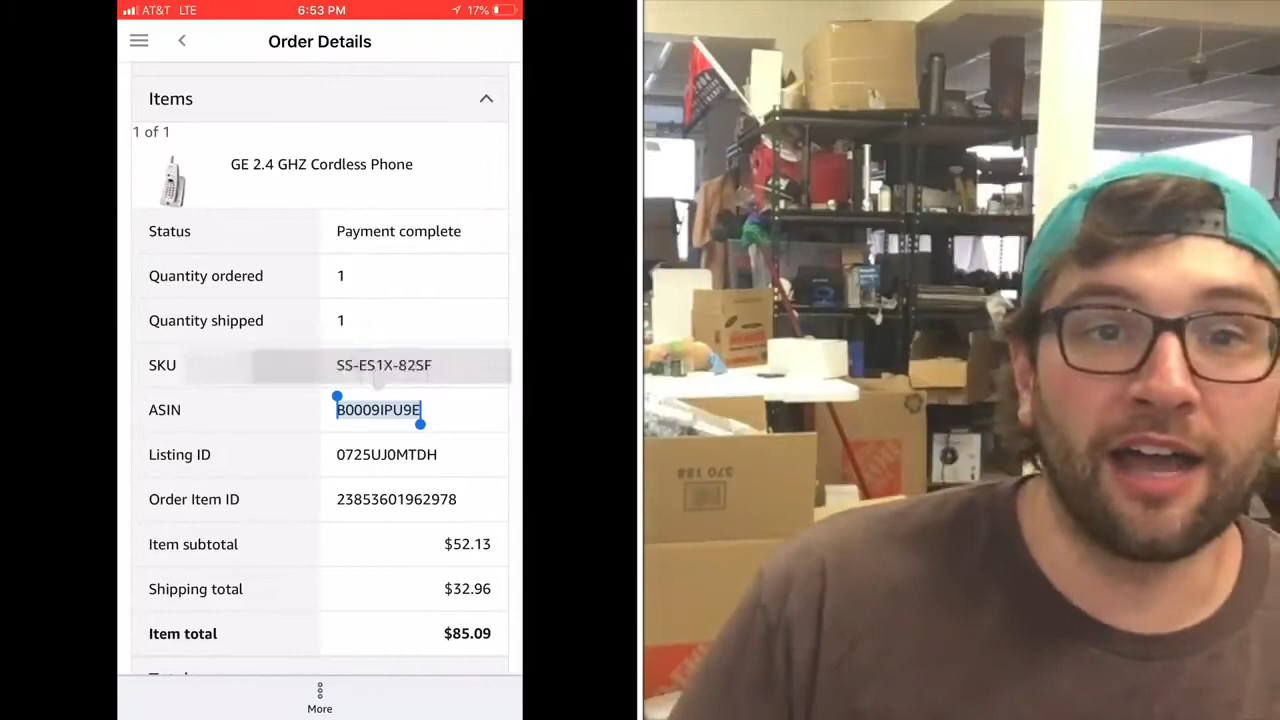 AT&T LTE 6:53 PM 17%
Order Details
Items
1 of 1
GE 2.4 GHZ Cordless Phone
Status Payment complete
Quantity ordered 1
Quantity shipped 1
SKU SS-ES1X-82SF
ASIN B0009IPU9E
Listing ID 0725UJ0MTDH
Order Item ID 23853601962978
Item subtotal $52.13
Shipping total $32.96
Item total $85.09
More